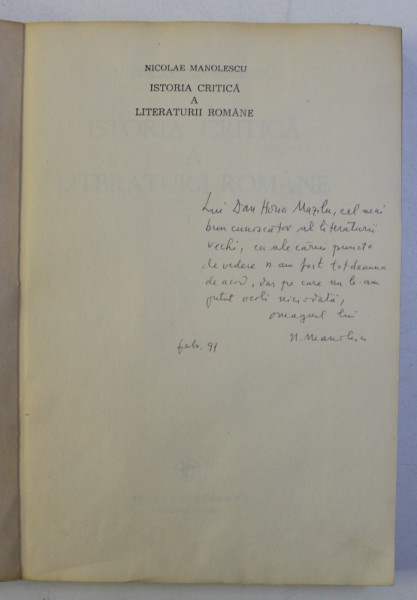 NICOLAE MANOLESCU
ISTORIA CRITICĂ
A
LITERATURII ROMÂNE
Lui Dan Horia Mazilu, cel mai
bun cunoscător al literaturii
vechi, cu ale cărui puncte
de vedere n-am fost totdeauna
de acord, dar pe care nu le-am
putut ocoli niciodată,
omagiul lui
N. Manolescu
feb. 91